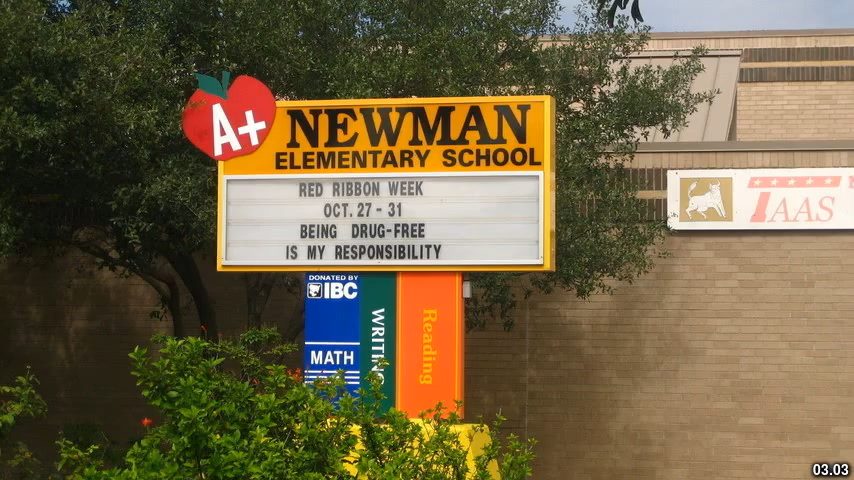 A+
NEWMAN
ELEMENTARY SCHOOL
RED RIBBON WEEK
OCT. 27 - 31
BEING DRUG-FREE
IS MY RESPONSIBILITY
DONATED BY
IBC
MATH
WRITING
Reading
TAAS
03.03